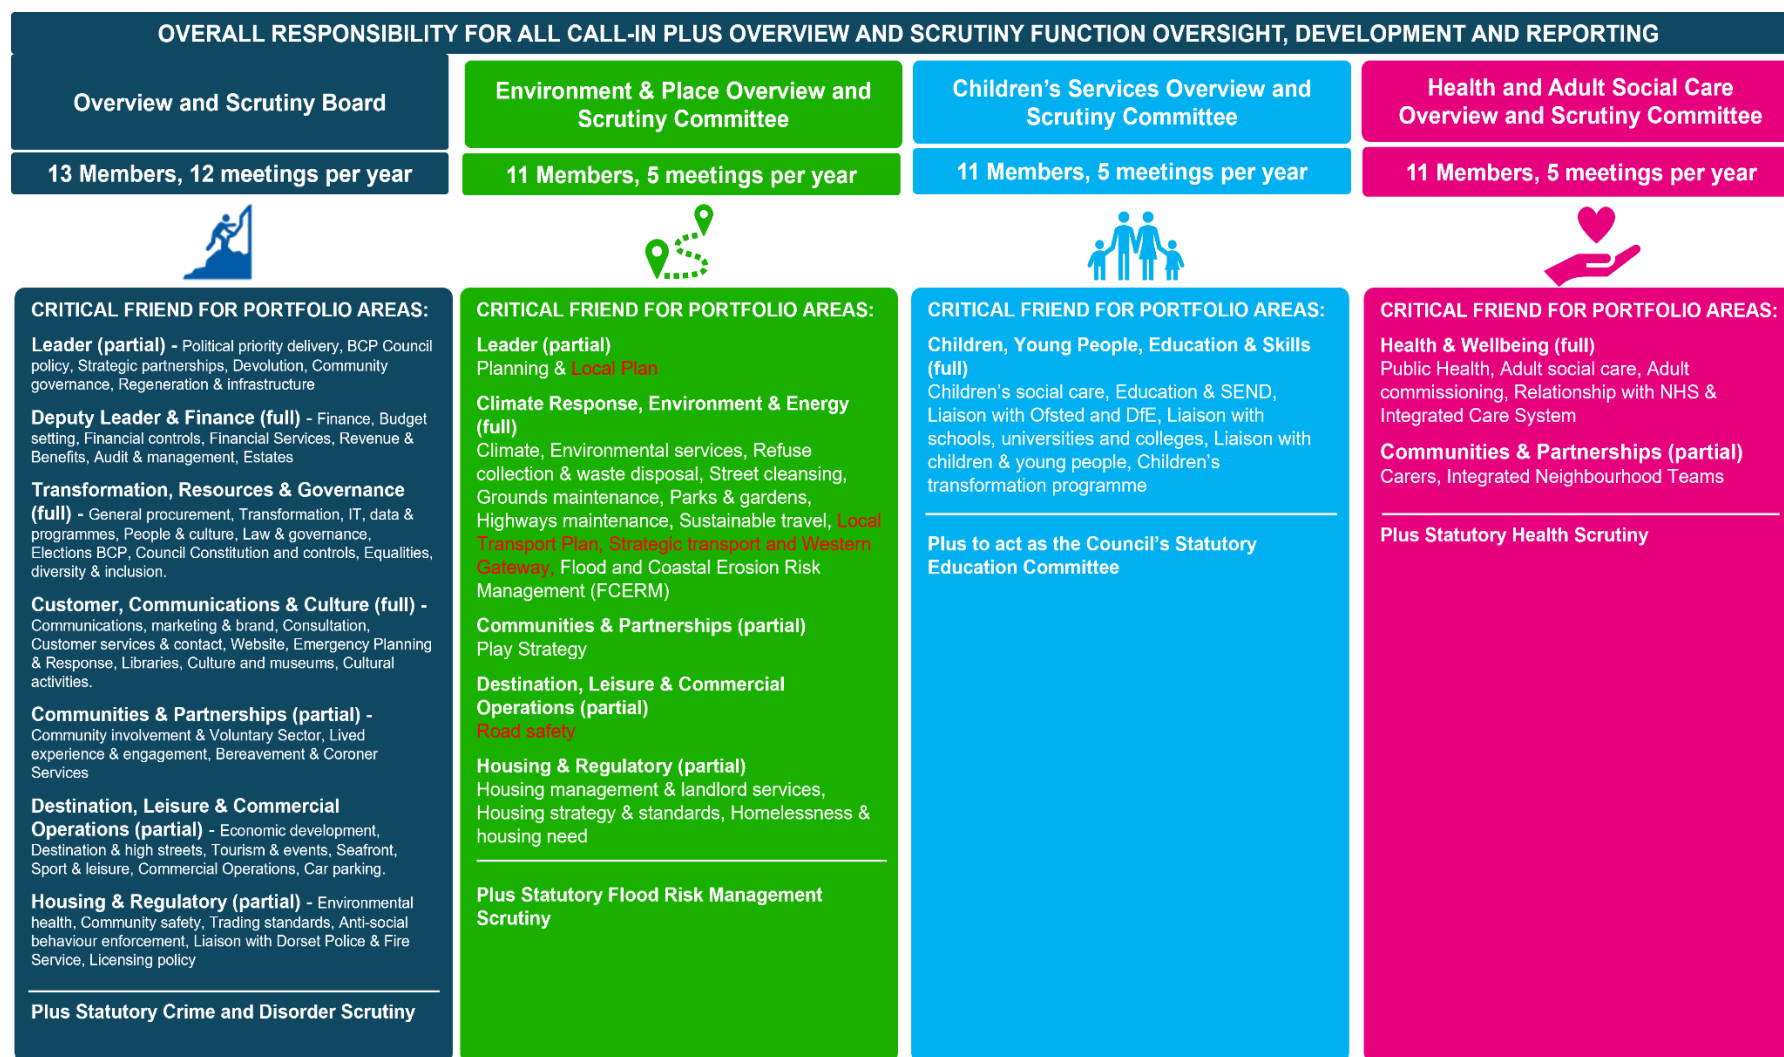 OVERALL RESPONSIBILITY FOR ALL CALL-IN PLUS OVERVIEW AND SCRUTINY FUNCTION OVERSIGHT, DEVELOPMENT AND REPORTING
Overview and Scrutiny Board
13 Members, 12 meetings per year
CRITICAL FRIEND FOR PORTFOLIO AREAS:
Leader (partial) - Political priority delivery, BCP Council
policy, Strategic partnerships, Devolution, Community
governance, Regeneration & infrastructure
Deputy Leader & Finance (full) - Finance, Budget
setting, Financial controls, Financial Services, Revenue &
Benefits, Audit & management, Estates
Transformation, Resources & Governance
(full) - General procurement, Transformation, IT, data &
programmes, People & culture, Law & governance,
Elections BCP, Council Constitution and controls, Equalities,
diversity & inclusion.
Customer, Communications & Culture (full) -
Communications, marketing & brand, Consultation,
Customer services & contact, Website, Emergency Planning
& Response, Libraries, Culture and museums, Cultural
activities.
Communities & Partnerships (partial) -
Community involvement & Voluntary Sector, Lived
experience & engagement, Bereavement & Coroner
Services
Destination, Leisure & Commercial
Operations (partial) - Economic development,
Destination & high streets, Tourism & events, Seafront,
Sport & leisure, Commercial Operations, Car parking.
Housing & Regulatory (partial) - Environmental
health, Community safety, Trading standards, Anti-social
behaviour enforcement, Liaison with Dorset Police & Fire
Service, Licensing policy
Plus Statutory Crime and Disorder Scrutiny
Environment & Place Overview and
Scrutiny Committee
11 Members, 5 meetings per year
CRITICAL FRIEND FOR PORTFOLIO AREAS:
Leader (partial)
Planning & Local Plan
Climate Response, Environment & Energy
(full)
Climate, Environmental services, Refuse
collection & waste disposal, Street cleansing,
Grounds maintenance, Parks & gardens,
Highways maintenance, Sustainable travel, Local
Transport Plan, Strategic transport and Western
Gateway, Flood and Coastal Erosion Risk
Management (FCERM)
Communities & Partnerships (partial)
Play Strategy
Destination, Leisure & Commercial
Operations (partial)
Road safety
Housing & Regulatory (partial)
Housing management & landlord services,
Housing strategy & standards, Homelessness &
housing need
Plus Statutory Flood Risk Management
Scrutiny
Children's Services Overview and
Scrutiny Committee
11 Members, 5 meetings per year
CRITICAL FRIEND FOR PORTFOLIO AREAS:
Children, Young People, Education & Skills
(full)
Children's social care, Education & SEND,
Liaison with Ofsted and DfE, Liaison with
schools, universities and colleges, Liaison with
children & young people, Children's
transformation programme
Plus to act as the Council's Statutory
Education Committee
Health and Adult Social Care
Overview and Scrutiny Committee
11 Members, 5 meetings per year
CRITICAL FRIEND FOR PORTFOLIO AREAS:
Health & Wellbeing (full)
Public Health, Adult social care, Adult
commissioning, Relationship with NHS &
Integrated Care System
Communities & Partnerships (partial)
Carers, Integrated Neighbourhood Teams
Plus Statutory Health Scrutiny